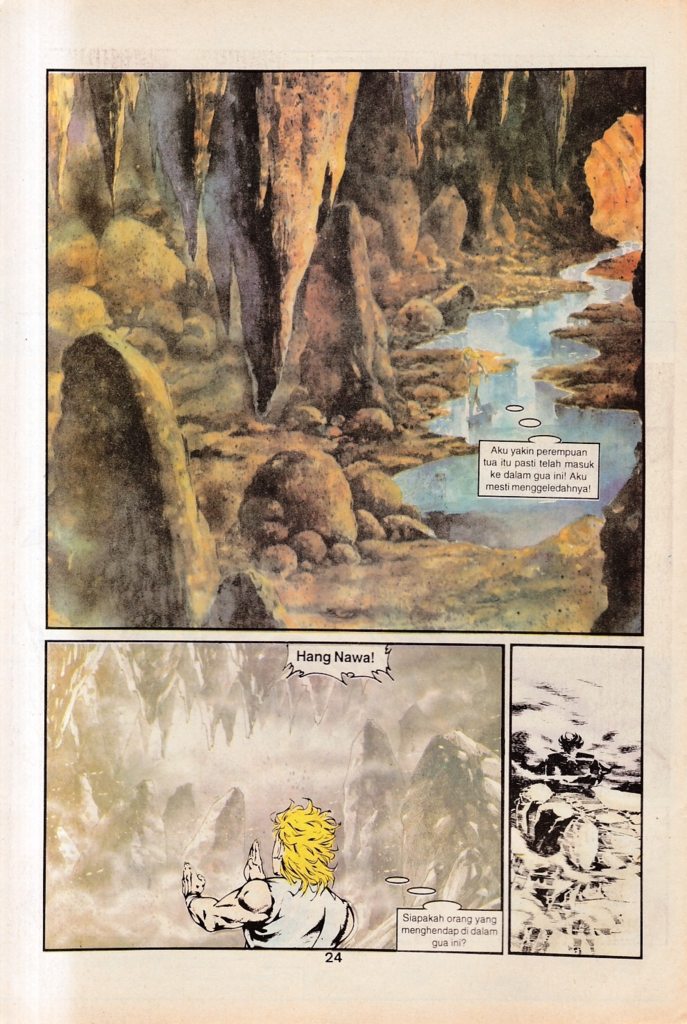 Aku yakin perempuan
tua itu pasti telah masuk
ke dalam gua ini! Aku
mesti menggeledahnya!
Hang Nawa!
Siapakah orang yang
menghendap di dalam
gua ini?
24